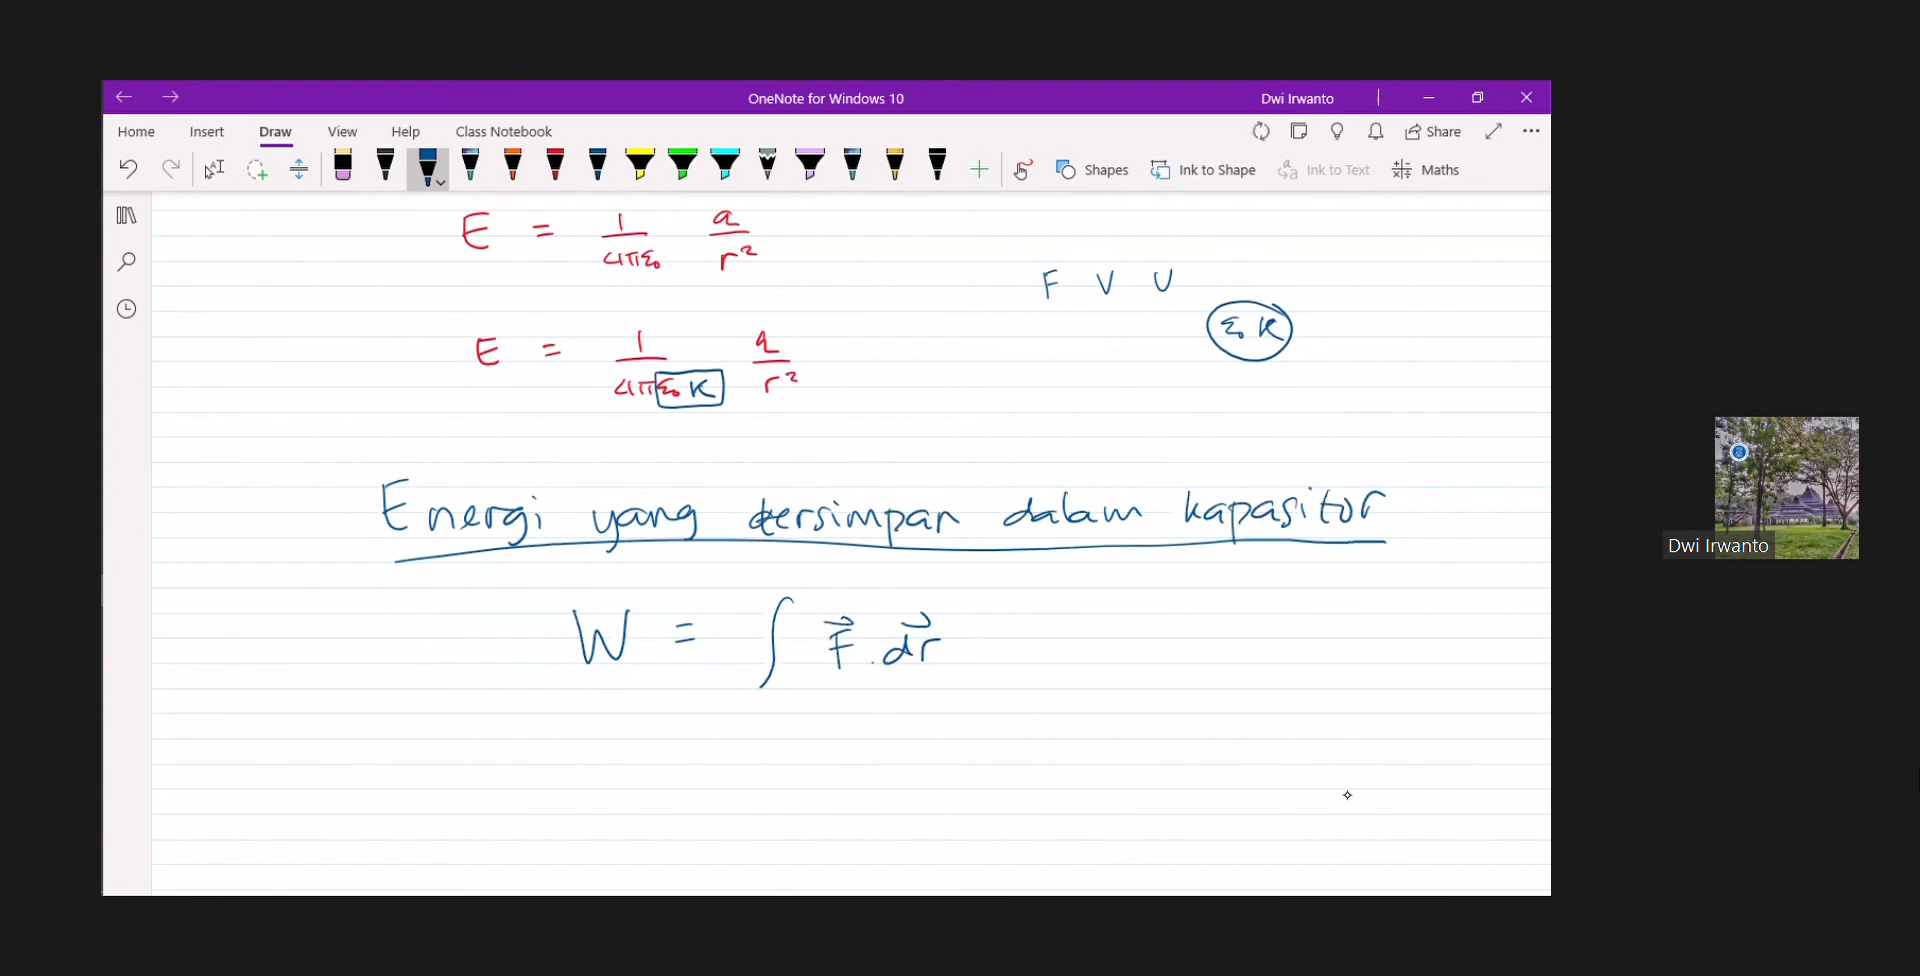 OneNote for Windows 10
Dwi Irwanto
Home Insert Draw View Help Class Notebook
Share
Shapes Ink to Shape Ink to Text Maths
E = 1/4πε₀ q/r²
F V U
ε₀ K
E = 1/4πε₀K q/r²
Energi yang tersimpan dalam kapasitor
W = ∫ F⃗ . dr⃗
Dwi Irwanto